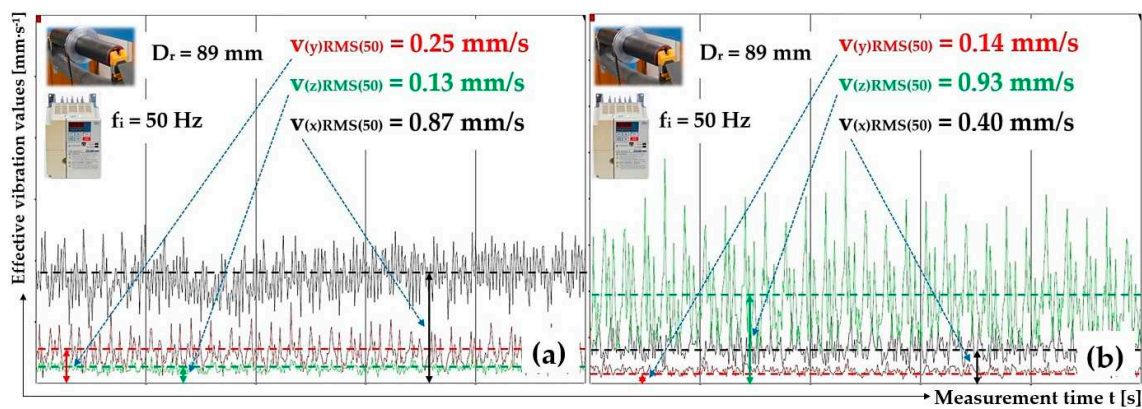 Effective vibration values [mm·s⁻¹]
Dᵣ = 89 mm
fᵢ = 50 Hz
v(y)RMS(50) = 0.25 mm/s
v(z)RMS(50) = 0.13 mm/s
v(x)RMS(50) = 0.87 mm/s
(a)
Dᵣ = 89 mm
fᵢ = 50 Hz
v(y)RMS(50) = 0.14 mm/s
v(z)RMS(50) = 0.93 mm/s
v(x)RMS(50) = 0.40 mm/s
(b)
Measurement time t [s]